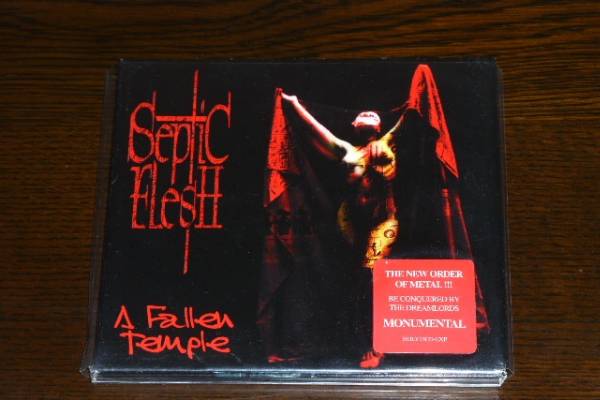 Septic
Flesh
A Fallen
Temple
THE NEW ORDER
OF METAL !!!
BE CONQUERED BY
THE DREAMLORDS
MONUMENTAL